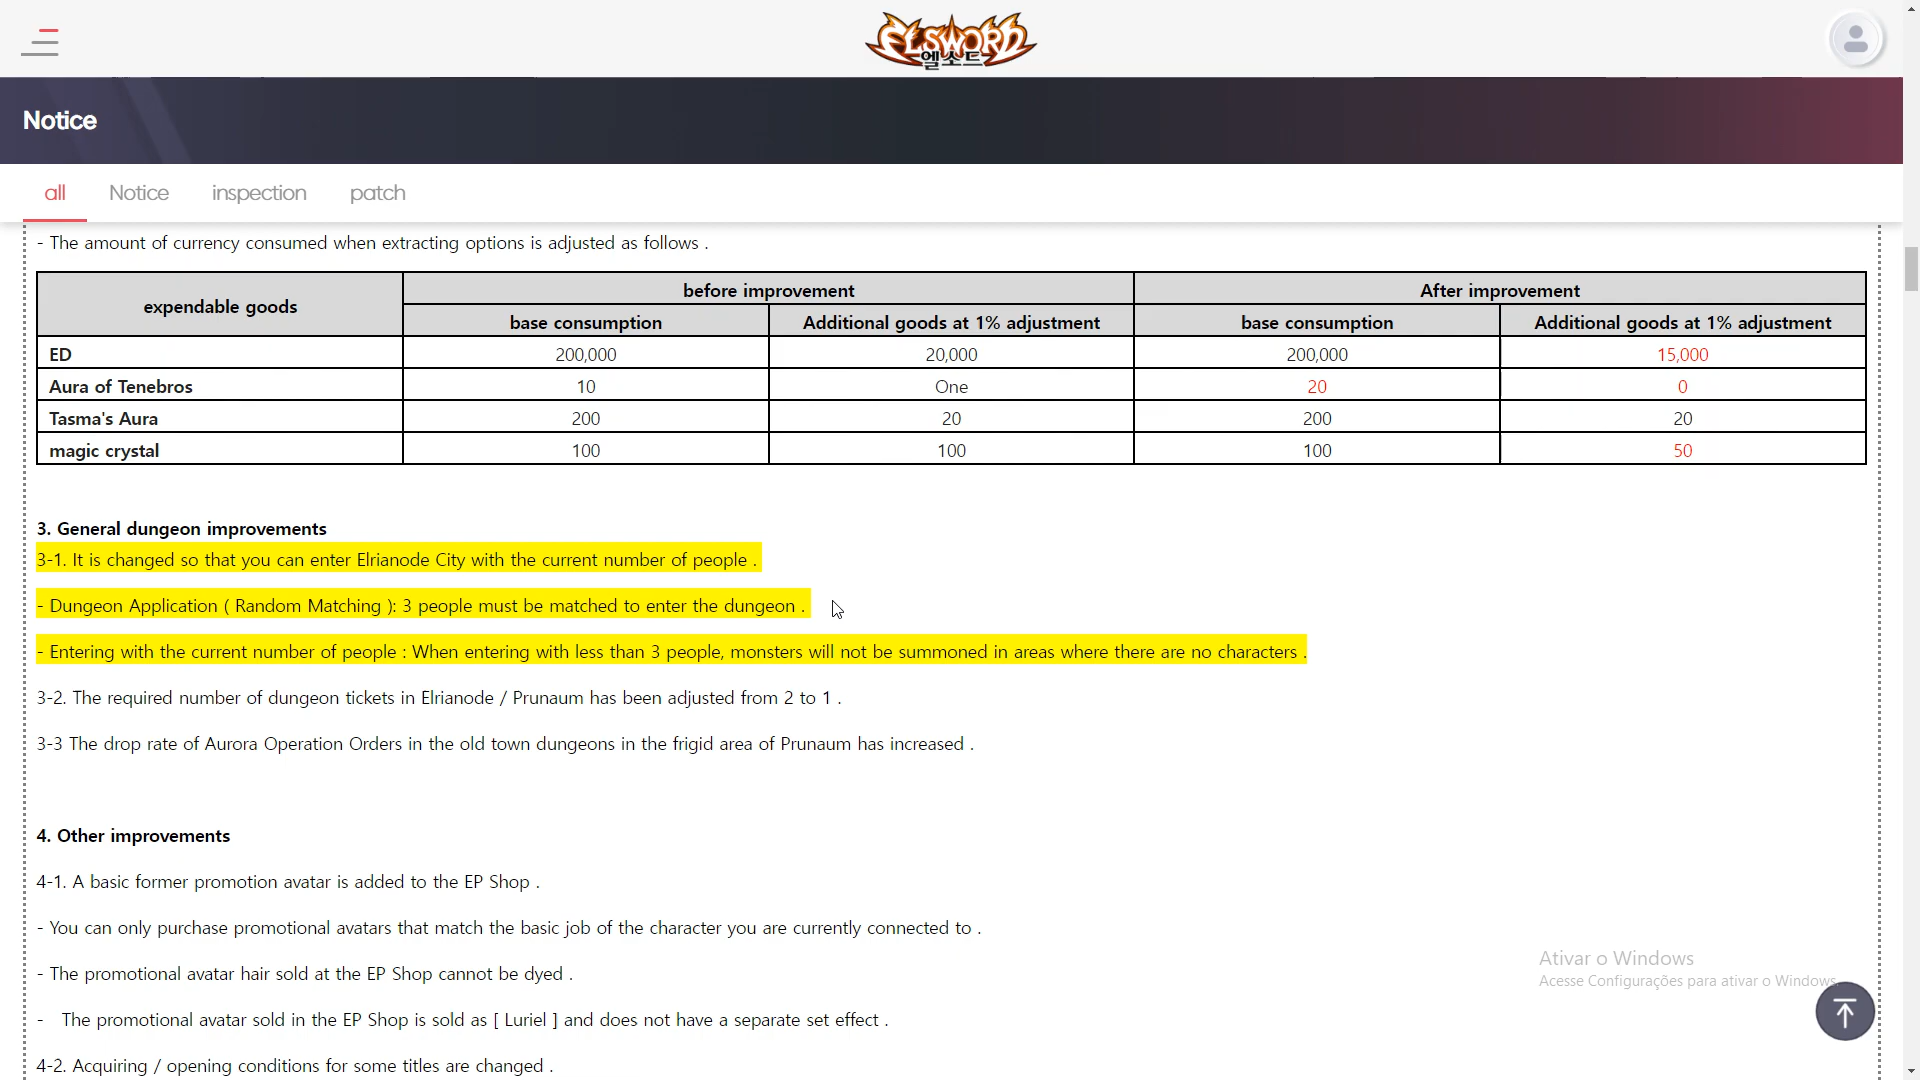 ELSWORD
엘소드
Notice
all Notice inspection patch
- The amount of currency consumed when extracting options is adjusted as follows .
expendable goods before improvement After improvement
base consumption Additional goods at 1% adjustment base consumption Additional goods at 1% adjustment
ED 200,000 20,000 200,000 15,000
Aura of Tenebros 10 One 20 0
Tasma's Aura 200 20 200 20
magic crystal 100 100 100 50
3. General dungeon improvements
3-1. It is changed so that you can enter Elrianode City with the current number of people .
- Dungeon Application ( Random Matching ): 3 people must be matched to enter the dungeon .
- Entering with the current number of people : When entering with less than 3 people, monsters will not be summoned in areas where there are no characters .
3-2. The required number of dungeon tickets in Elrianode / Prunaum has been adjusted from 2 to 1 .
3-3 The drop rate of Aurora Operation Orders in the old town dungeons in the frigid area of Prunaum has increased .
4. Other improvements
4-1. A basic former promotion avatar is added to the EP Shop .
- You can only purchase promotional avatars that match the basic job of the character you are currently connected to .
- The promotional avatar hair sold at the EP Shop cannot be dyed .
- The promotional avatar sold in the EP Shop is sold as [ Luriel ] and does not have a separate set effect .
4-2. Acquiring / opening conditions for some titles are changed .
Ativar o Windows
Acesse Configurações para ativar o Windows.